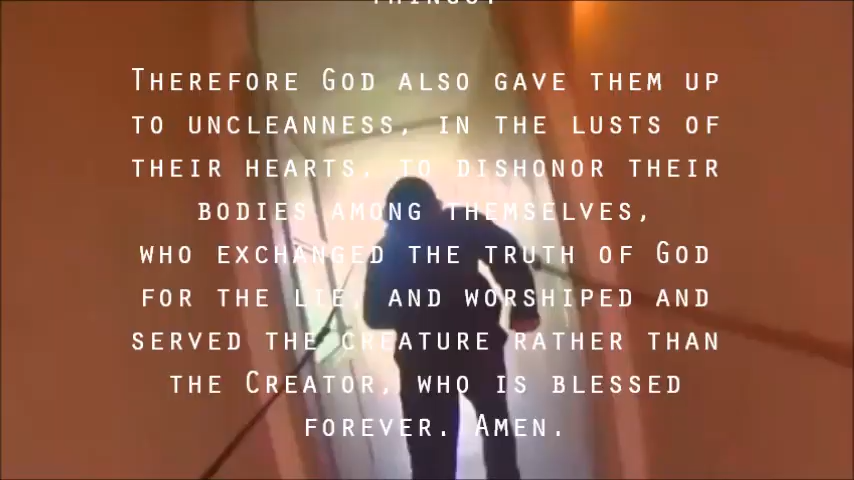 Therefore God also gave them up
to uncleanness, in the lusts of
their hearts, to dishonor their
bodies among themselves,
who exchanged the truth of God
for the lie, and worshiped and
served the creature rather than
the Creator, who is blessed
forever. Amen.